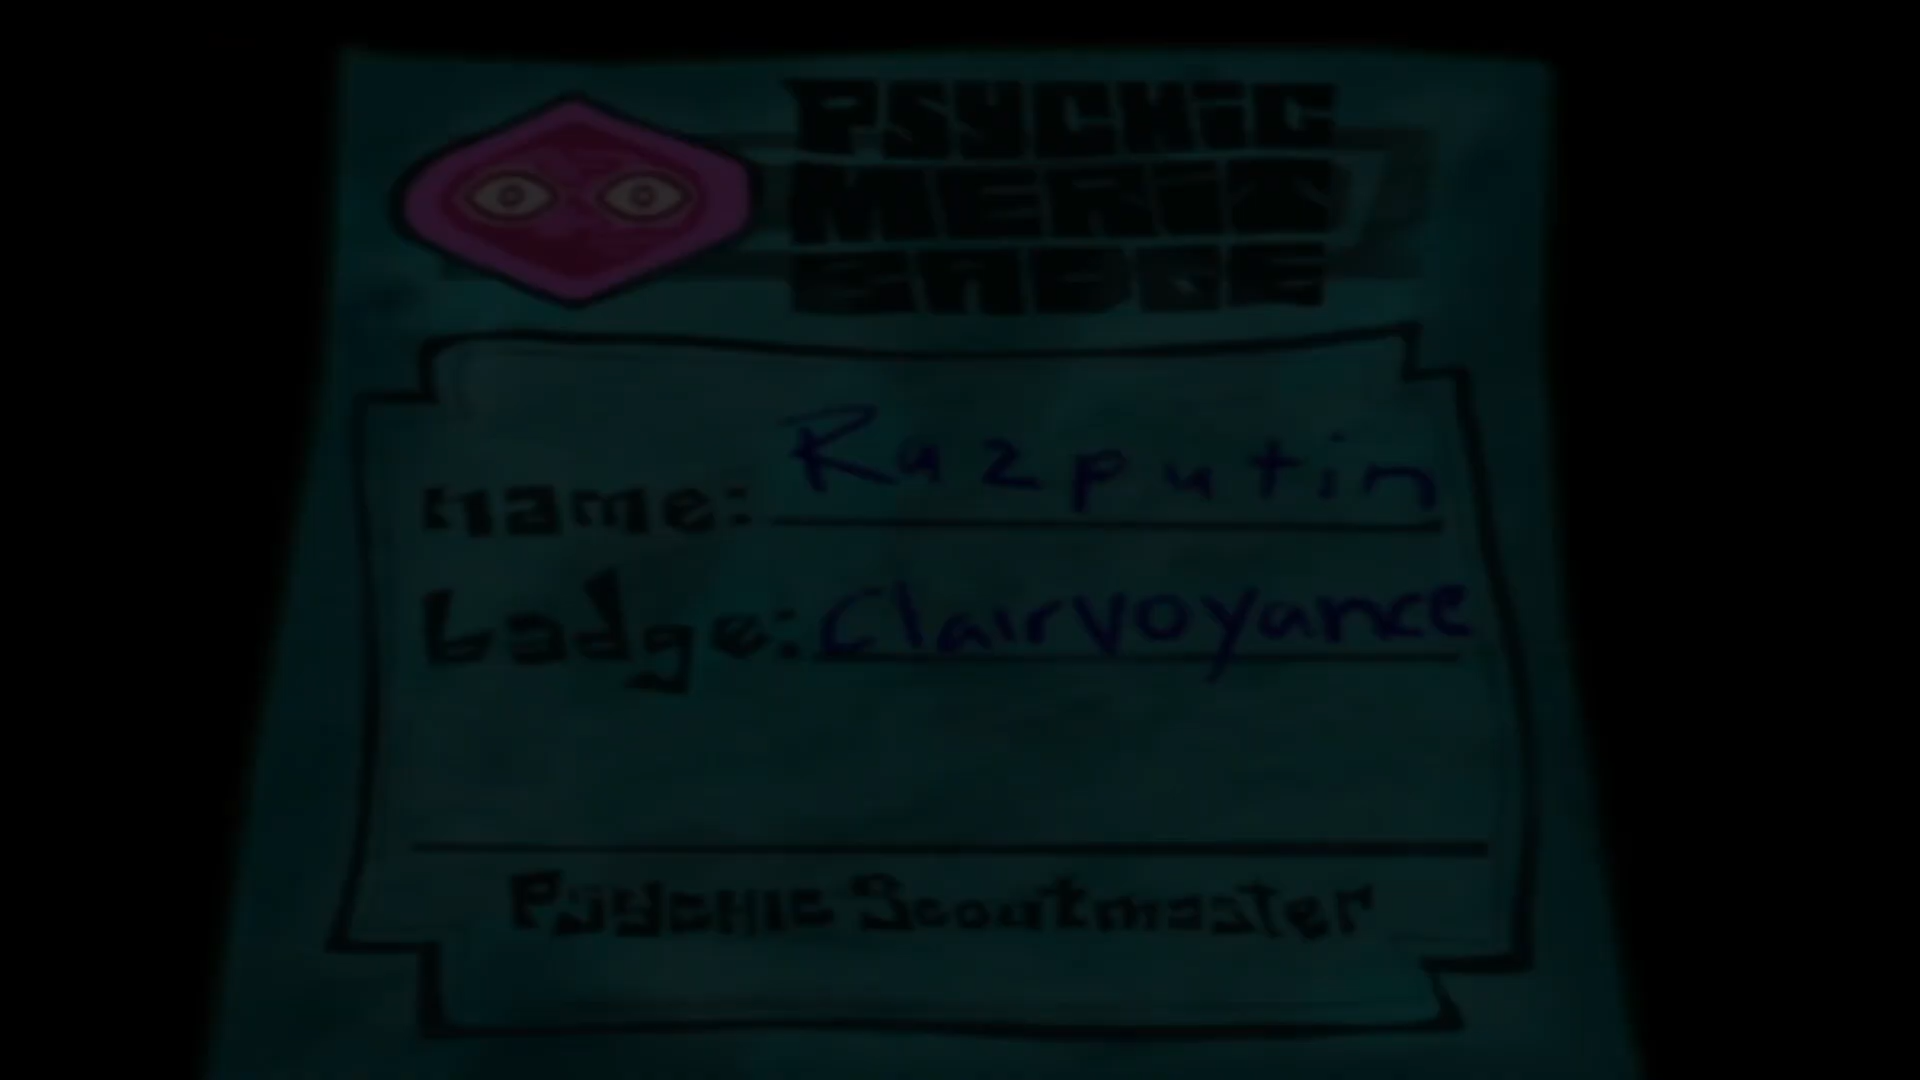 PSYCHiC
MERiT
BADGE
name: Razputin
badge: Clairvoyance
Psychic Scoutmaster